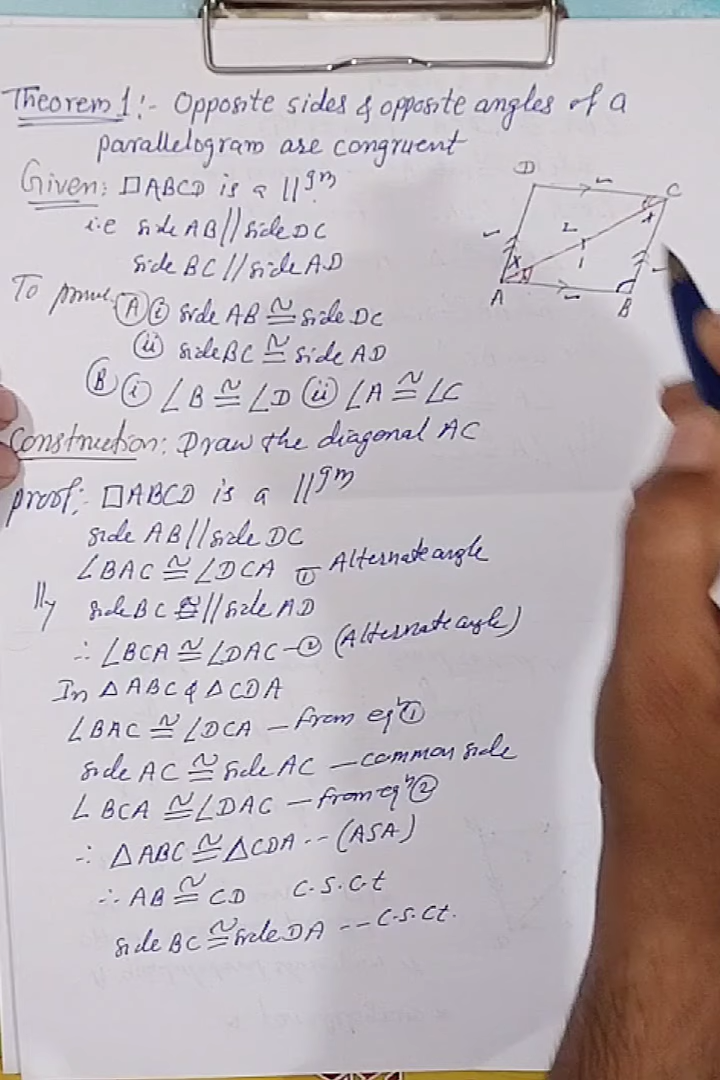 Theorem 1:- Opposite sides & opposite angles of a
parallelogram are congruent
Given: □ABCD is a ||gm
i.e side AB//side DC
side BC//side AD
To prove (A) (i) side AB ≅ side DC
(ii) side BC ≅ side AD
(B) (i) ∠B ≅ ∠D (ii) ∠A ≅ ∠C
Construction: Draw the diagonal AC
proof:- □ABCD is a ||gm
side AB//side DC
∠BAC ≅ ∠DCA - ① Alternate angle
||ly side BC // side AD
∴ ∠BCA ≅ ∠DAC - ② (Alternate angle)
In △ABC & △CDA
∠BAC ≅ ∠DCA - from eqn ①
side AC ≅ side AC - common side
∠BCA ≅ ∠DAC - from eqn ②
∴ △ABC ≅ △CDA -- (ASA)
∴ AB ≅ CD C.S.C.t
side BC ≅ side DA -- C.S.Ct.
D
C
2
x
x
1
A
B